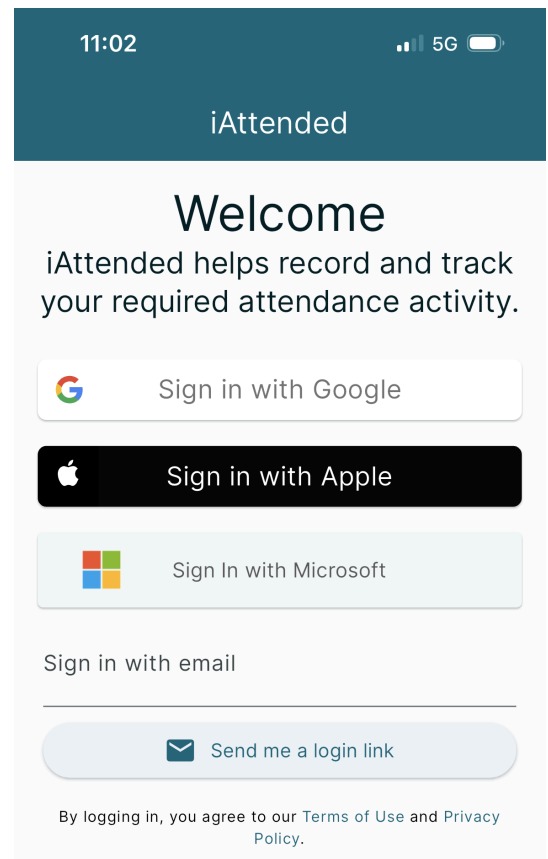 11:02
5G
iAttended
Welcome
iAttended helps record and track
your required attendance activity.
Sign in with Google
Sign in with Apple
Sign In with Microsoft
Sign in with email
Send me a login link
By logging in, you agree to our Terms of Use and Privacy
Policy.